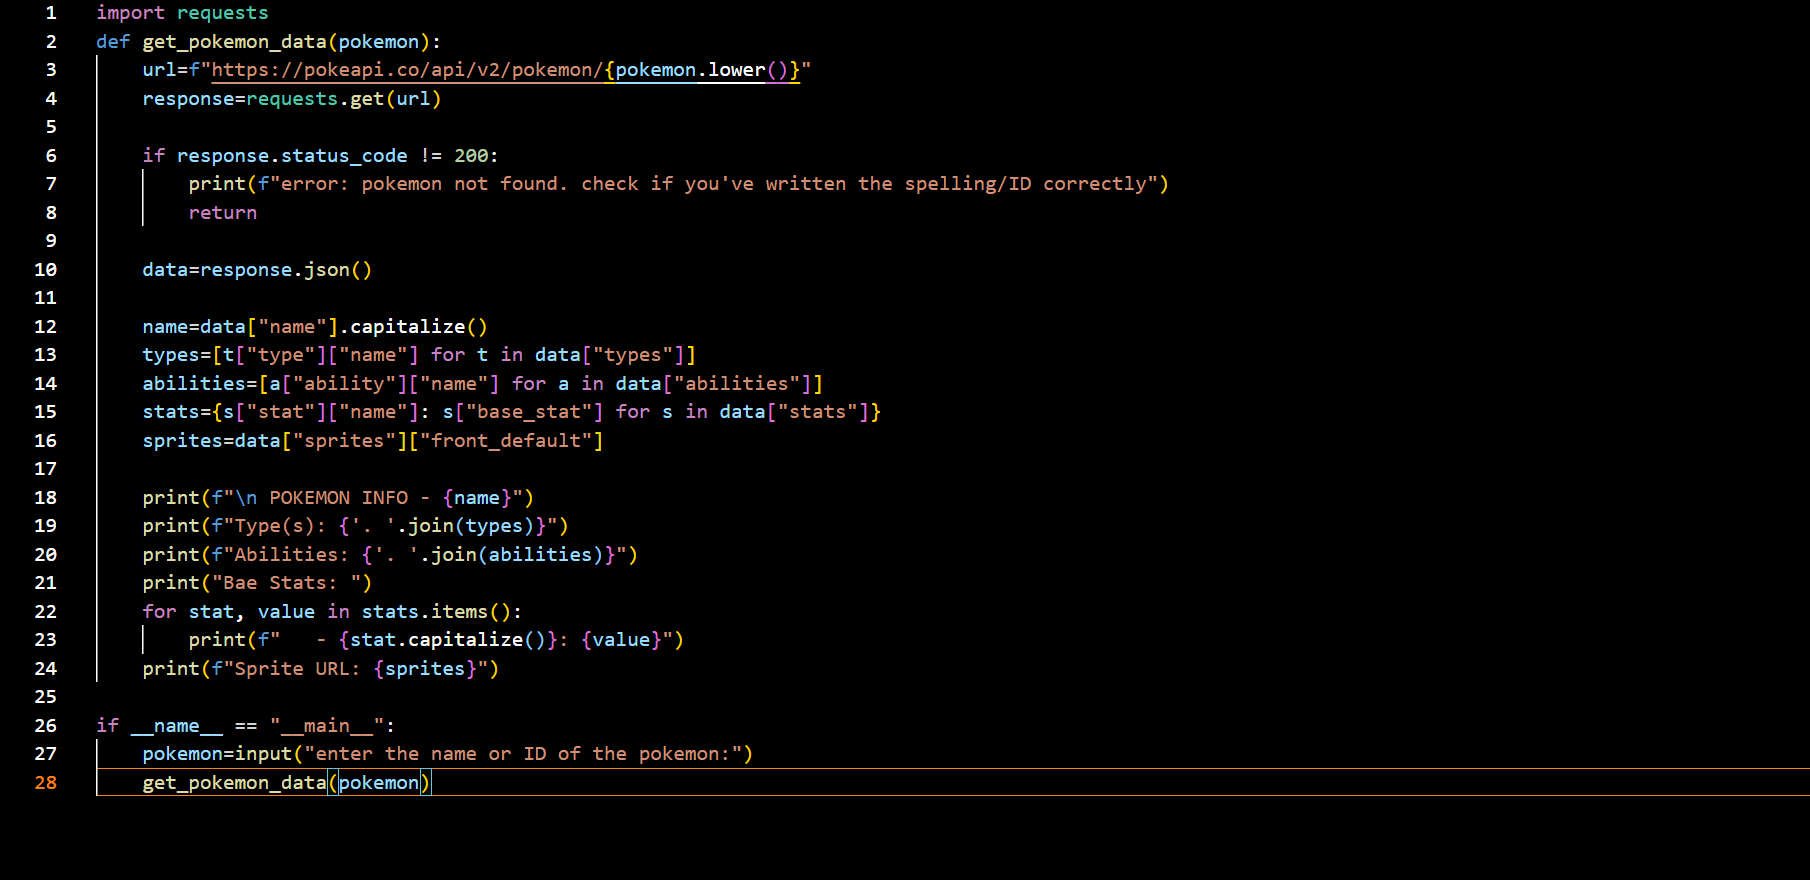 1 import requests
2 def get_pokemon_data(pokemon):
3     url=f"https://pokeapi.co/api/v2/pokemon/{pokemon.lower()}"
4     response=requests.get(url)
5
6     if response.status_code != 200:
7         print(f"error: pokemon not found. check if you've written the spelling/ID correctly")
8         return
9
10     data=response.json()
11
12     name=data["name"].capitalize()
13     types=[t["type"]["name"] for t in data["types"]]
14     abilities=[a["ability"]["name"] for a in data["abilities"]]
15     stats={s["stat"]["name"]: s["base_stat"] for s in data["stats"]}
16     sprites=data["sprites"]["front_default"]
17
18     print(f"\n POKEMON INFO - {name}")
19     print(f"Type(s): {'. '.join(types)}")
20     print(f"Abilities: {'. '.join(abilities)}")
21     print("Bae Stats: ")
22     for stat, value in stats.items():
23         print(f"   - {stat.capitalize()}: {value}")
24     print(f"Sprite URL: {sprites}")
25
26 if __name__ == "__main__":
27     pokemon=input("enter the name or ID of the pokemon:")
28     get_pokemon_data(pokemon)